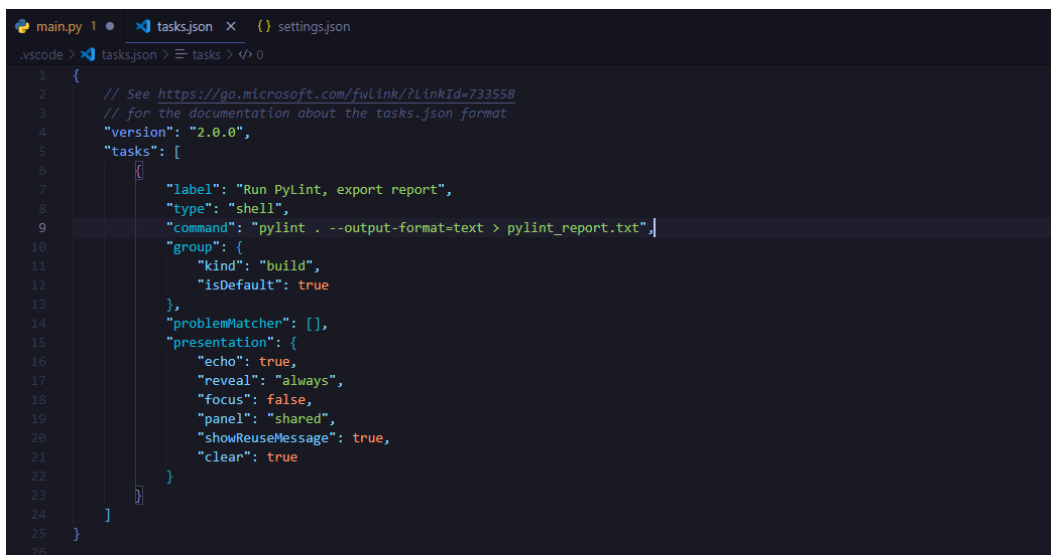 main.py 1 tasks.json settings.json
.vscode > tasks.json > tasks > 0
1 {
2 // See https://go.microsoft.com/fwlink/?LinkId=733558
3 // for the documentation about the tasks.json format
4 "version": "2.0.0",
5 "tasks": [
6 {
7 "label": "Run PyLint, export report",
8 "type": "shell",
9 "command": "pylint . --output-format=text > pylint_report.txt",
10 "group": {
11 "kind": "build",
12 "isDefault": true
13 },
14 "problemMatcher": [],
15 "presentation": {
16 "echo": true,
17 "reveal": "always",
18 "focus": false,
19 "panel": "shared",
20 "showReuseMessage": true,
21 "clear": true
22 }
23 }
24 ]
25 }
26